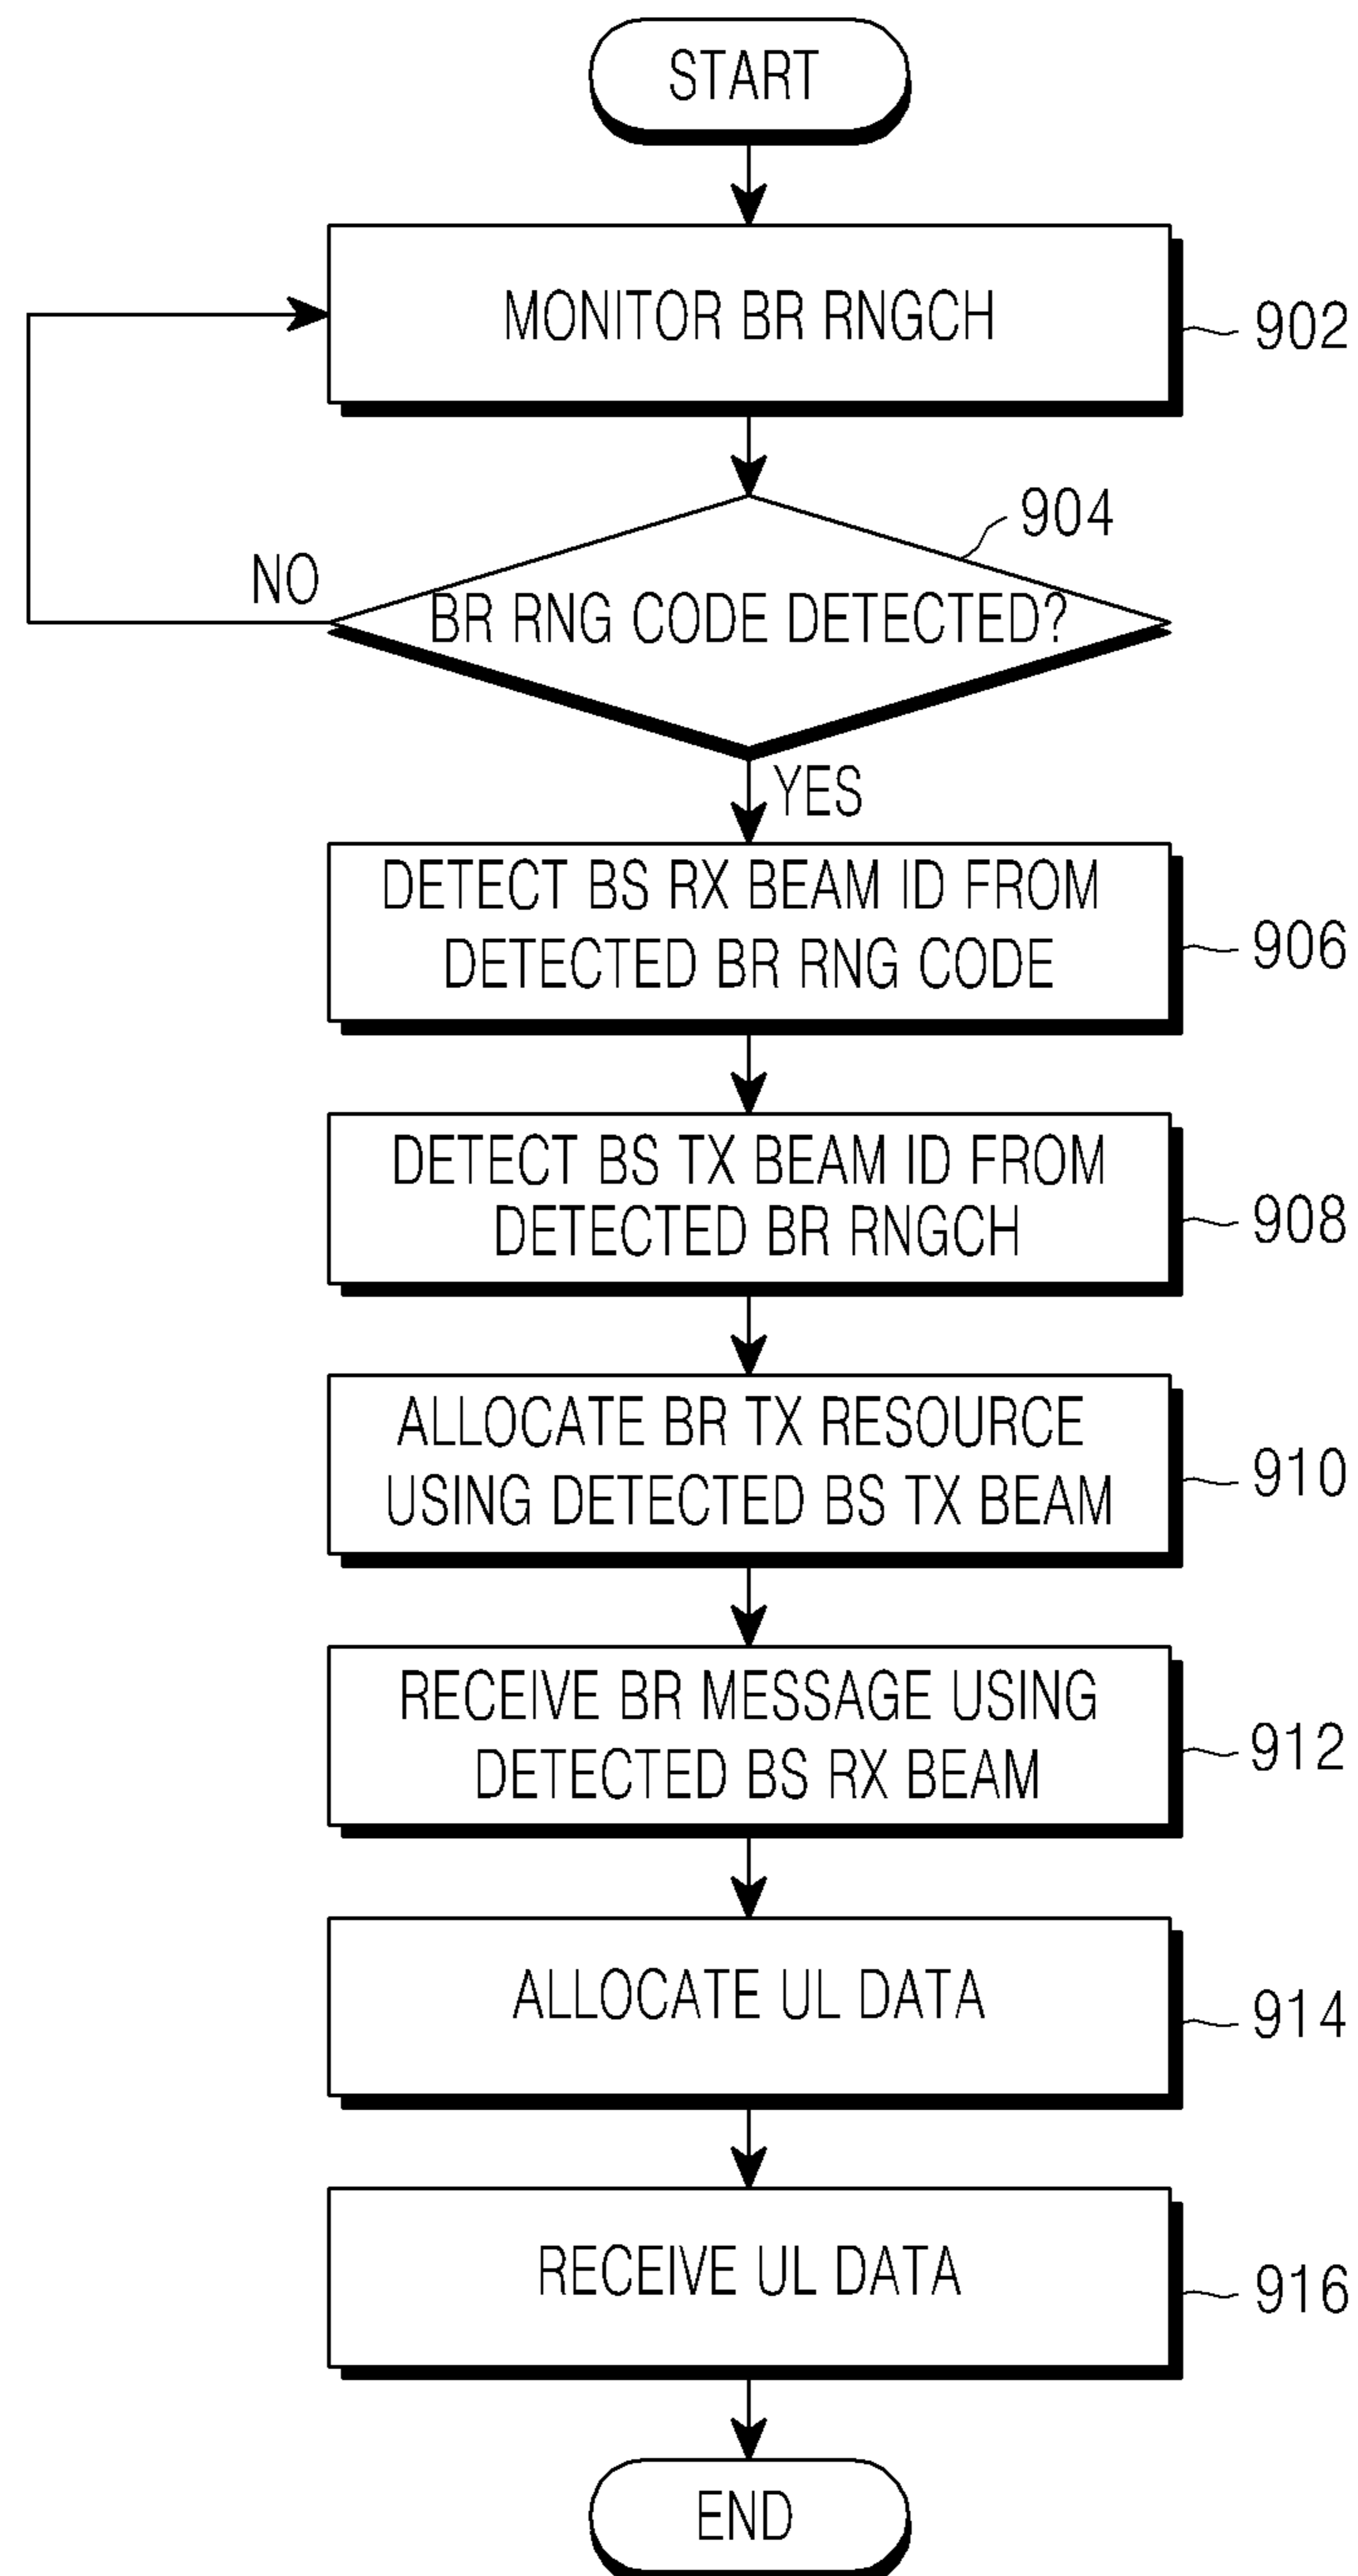 START
MONITOR BR RNGCH
902
904
NO
BR RNG CODE DETECTED?
YES
DETECT BS RX BEAM ID FROM
DETECTED BR RNG CODE
906
DETECT BS TX BEAM ID FROM
DETECTED BR RNGCH
908
ALLOCATE BR TX RESOURCE
USING DETECTED BS TX BEAM
910
RECEIVE BR MESSAGE USING
DETECTED BS RX BEAM
912
ALLOCATE UL DATA
914
RECEIVE UL DATA
916
END